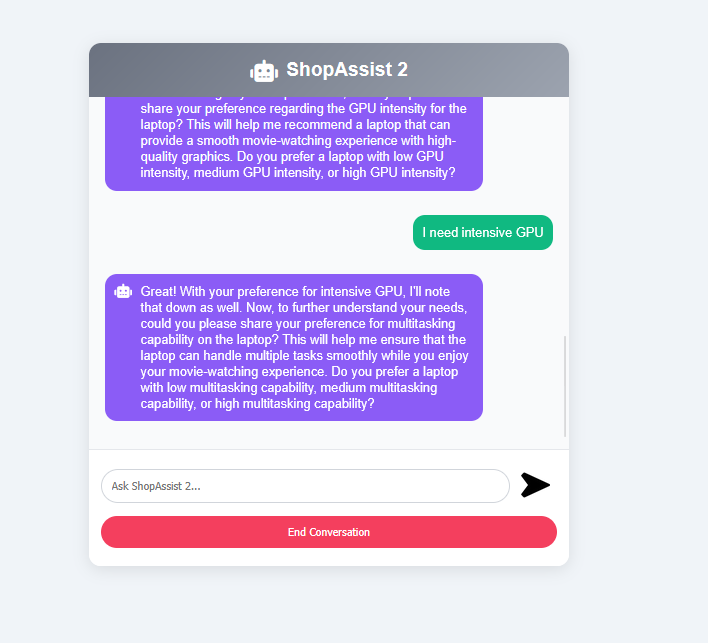 ShopAssist 2
share your preference regarding the GPU intensity for the
laptop? This will help me recommend a laptop that can
provide a smooth movie-watching experience with high-
quality graphics. Do you prefer a laptop with low GPU
intensity, medium GPU intensity, or high GPU intensity?
I need intensive GPU
Great! With your preference for intensive GPU, I'll note
that down as well. Now, to further understand your needs,
could you please share your preference for multitasking
capability on the laptop? This will help me ensure that the
laptop can handle multiple tasks smoothly while you enjoy
your movie-watching experience. Do you prefer a laptop
with low multitasking capability, medium multitasking
capability, or high multitasking capability?
Ask ShopAssist 2...
End Conversation